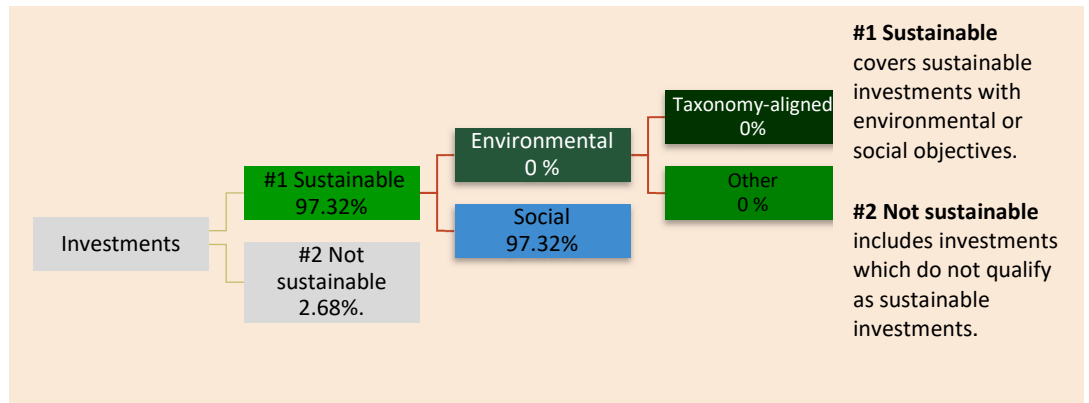 Investments
#1 Sustainable
97.32%
#2 Not
sustainable
2.68%.
Environmental
0 %
Social
97.32%
Taxonomy-aligned
0%
Other
0 %
#1 Sustainable
covers sustainable
investments with
environmental or
social objectives.
#2 Not sustainable
includes investments
which do not qualify
as sustainable
investments.